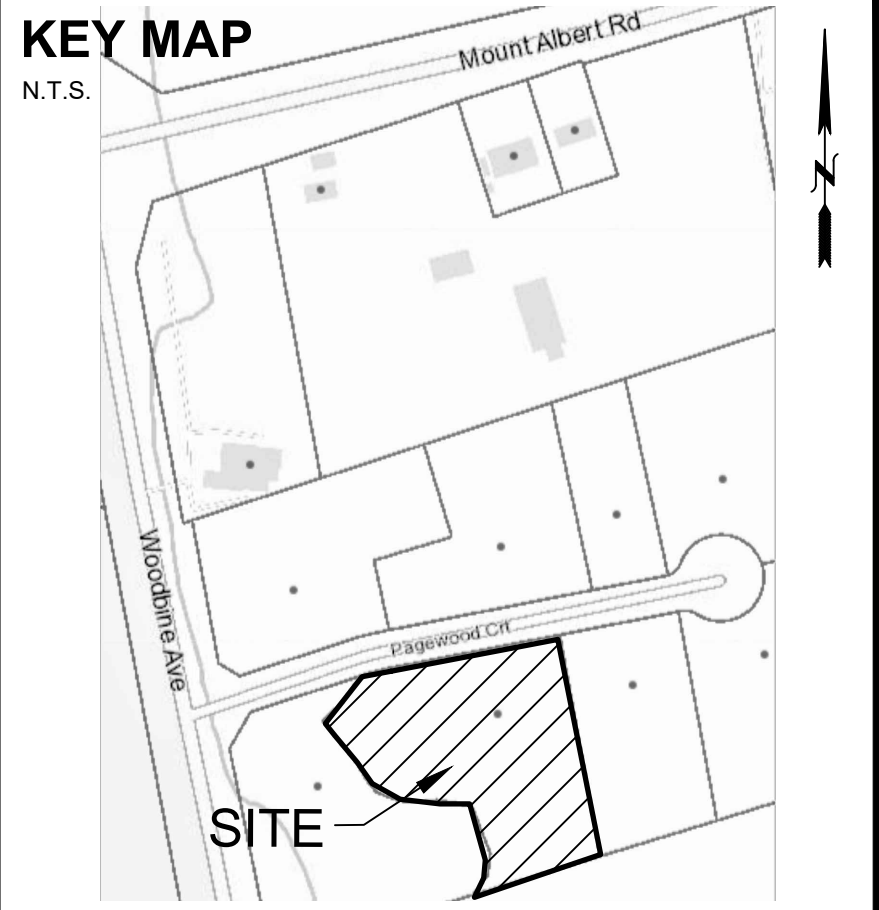 KEY MAP
N.T.S.
Mount Albert Rd
N
Woodbine Ave
Pagewood Crt
SITE